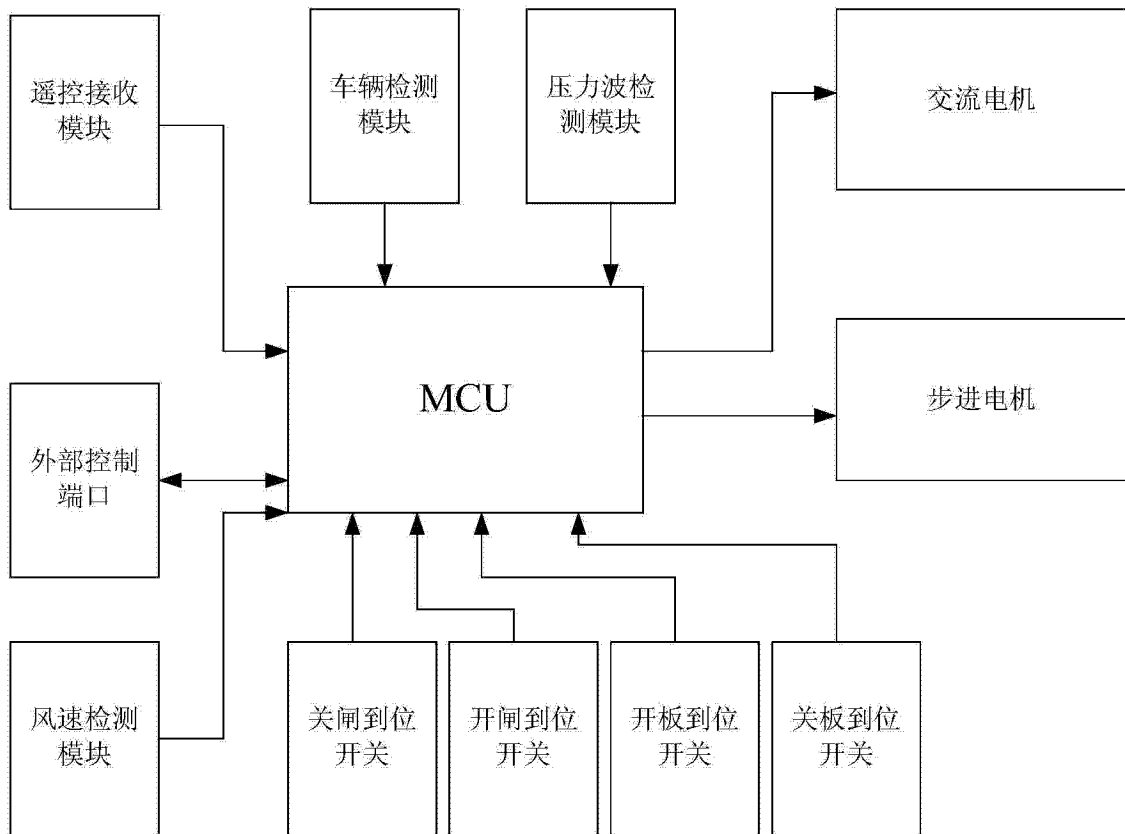 遥控接收
模块
车辆检测
模块
压力波检
测模块
交流电机
MCU
步进电机
外部控制
端口
风速检测
模块
关闸到位
开关
开闸到位
开关
开板到位
开关
关板到位
开关